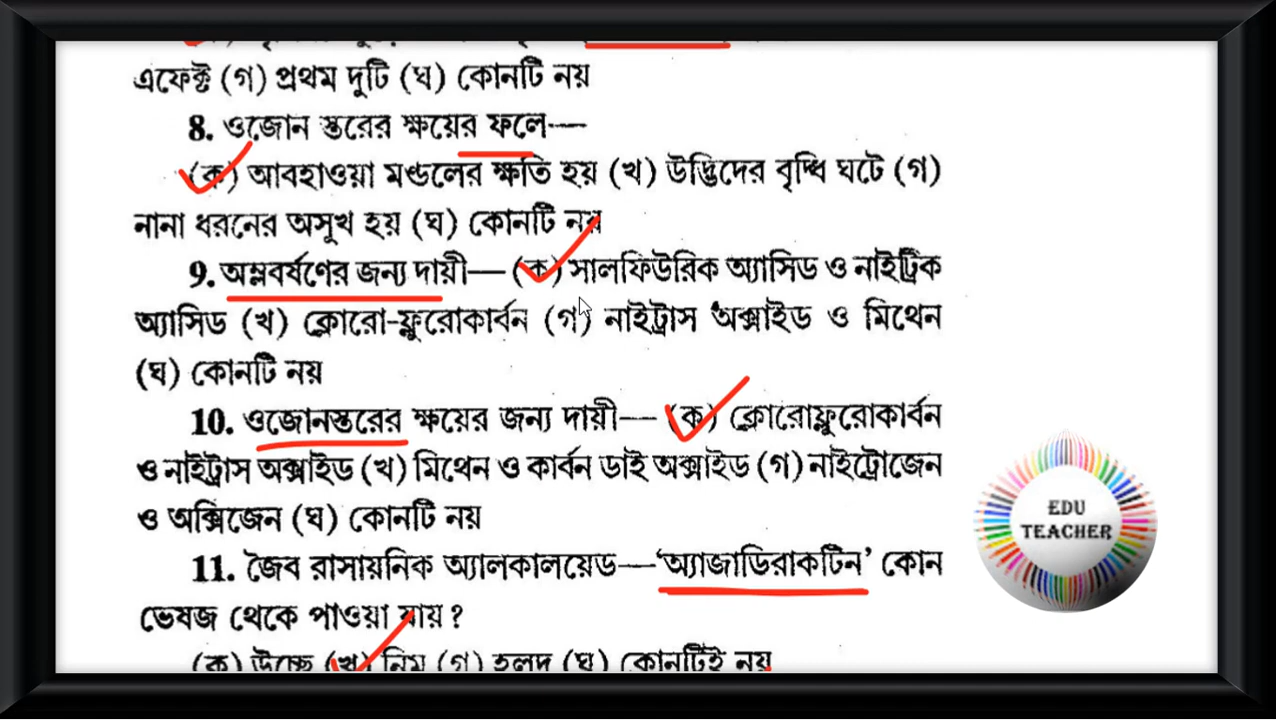 এফেক্ট (গ) প্রথম দুটি (ঘ) কোনটি নয়
8. ওজোন স্তরের ক্ষয়ের ফলে—
(ক) আবহাওয়া মণ্ডলের ক্ষতি হয় (খ) উদ্ভিদের বৃদ্ধি ঘটে (গ)
নানা ধরনের অসুখ হয় (ঘ) কোনটি নয়
9. অম্লবর্ষণের জন্য দায়ী— (ক) সালফিউরিক অ্যাসিড ও নাইট্রিক
অ্যাসিড (খ) ক্লোরো-ফ্লুরোকার্বন (গ) নাইট্রাস অক্সাইড ও মিথেন
(ঘ) কোনটি নয়
10. ওজোনস্তরের ক্ষয়ের জন্য দায়ী— (ক) ক্লোরোফ্লুরোকার্বন
ও নাইট্রাস অক্সাইড (খ) মিথেন ও কার্বন ডাই অক্সাইড (গ) নাইট্রোজেন
ও অক্সিজেন (ঘ) কোনটি নয়
EDU
TEACHER
11. জৈব রাসায়নিক অ্যালকালয়েড—‘অ্যাজাডিরাকটিন’ কোন
ভেষজ থেকে পাওয়া যায়?
(ক) উচ্ছে (খ) নিম (গ) হলুদ (ঘ) কোনটিই নয়